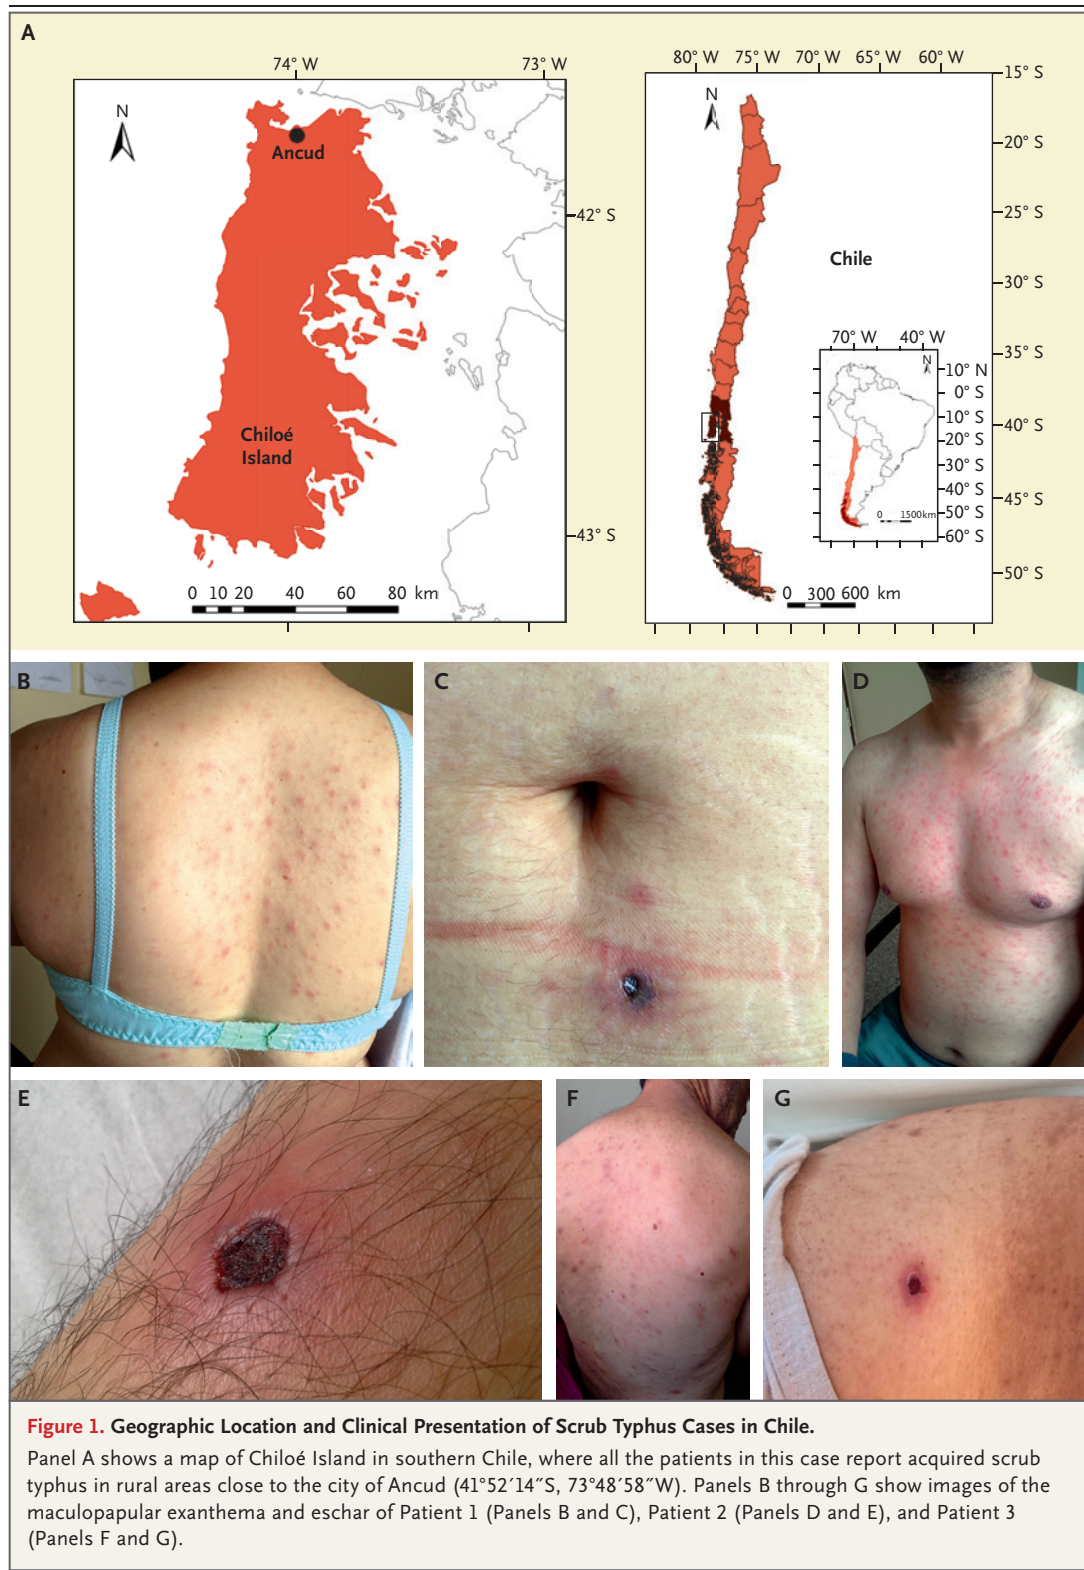 A
74° W
73° W
N
Ancud
42° S
Chiloé
Island
43° S
0 10 20 40 60 80 km
80° W 75° W 70° W 65° W 60° W
15° S
N
20° S
25° S
Chile
30° S
35° S
70° W 40° W
N
10° N
0° S
10° S
20° S
30° S
40° S
50° S
60° S
0 1500km
40° S
45° S
50° S
0 300 600 km
B
C
D
E
F
G
Figure 1. Geographic Location and Clinical Presentation of Scrub Typhus Cases in Chile.
Panel A shows a map of Chiloé Island in southern Chile, where all the patients in this case report acquired scrub
typhus in rural areas close to the city of Ancud (41°52′14″S, 73°48′58″W). Panels B through G show images of the
maculopapular exanthema and eschar of Patient 1 (Panels B and C), Patient 2 (Panels D and E), and Patient 3
(Panels F and G).